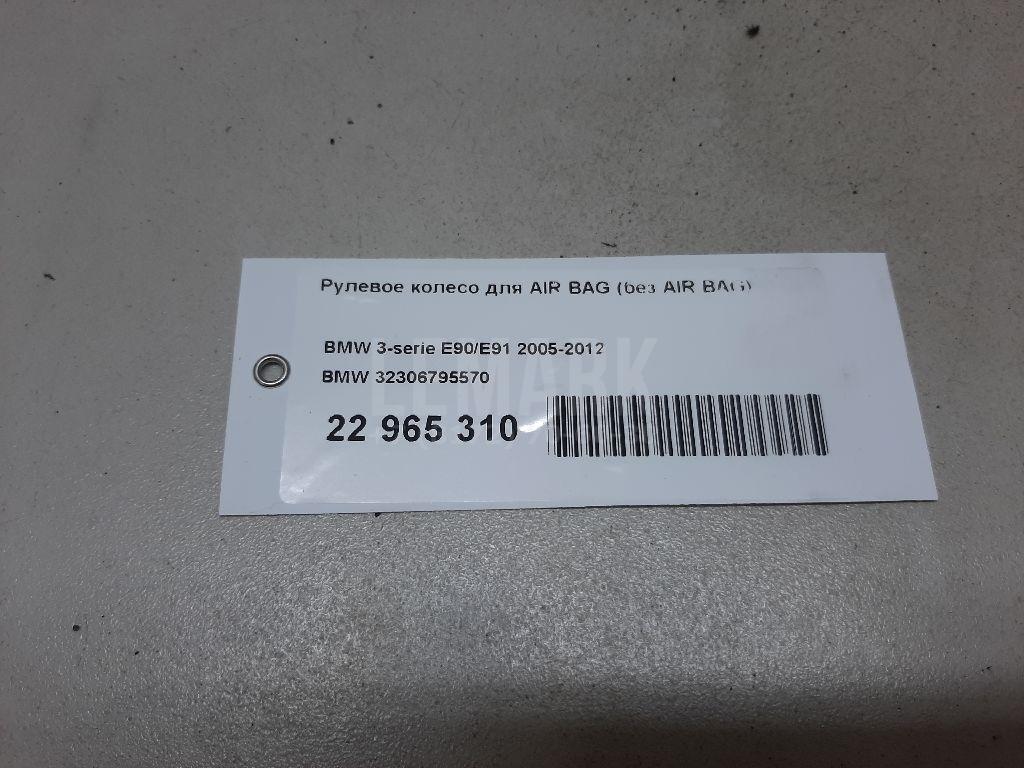 Рулевое колесо для AIR BAG (без AIR BAG)
BMW 3-serie E90/E91 2005-2012
BMW 32306795570
22 965 310